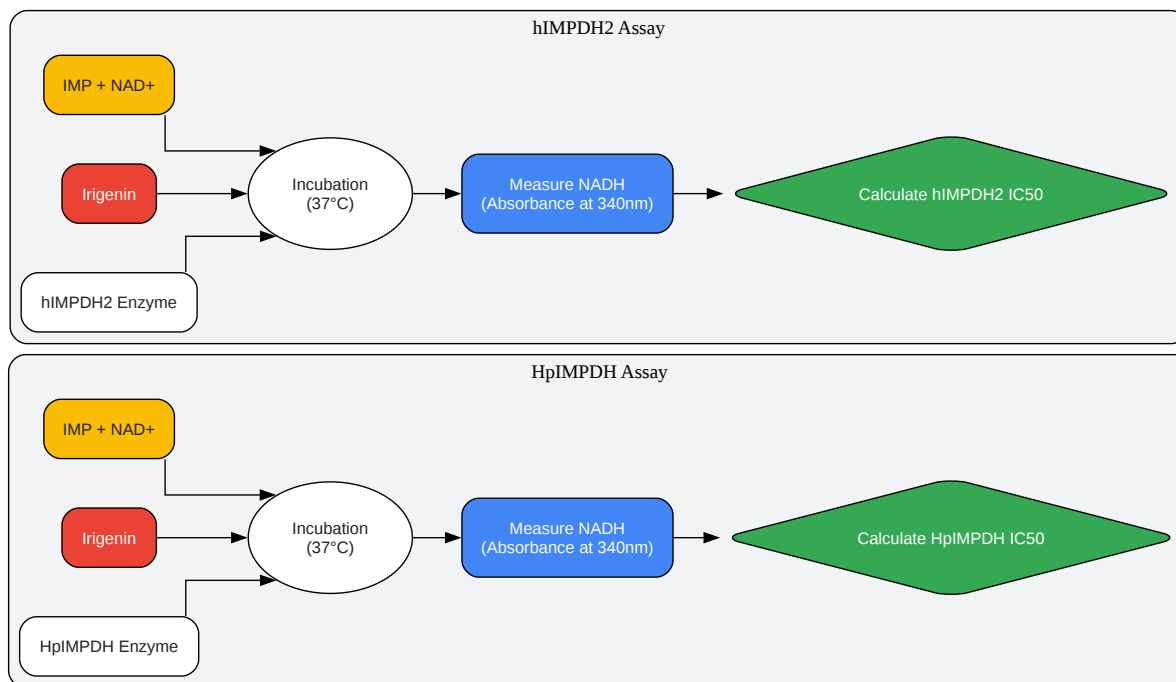 hIMPDH2 Assay
IMP + NAD+
Irigenin
hIMPDH2 Enzyme
Incubation
(37°C)
Measure NADH
(Absorbance at 340nm)
Calculate hIMPDH2 IC50
HpIMPDH Assay
IMP + NAD+
Irigenin
HpIMPDH Enzyme
Incubation
(37°C)
Measure NADH
(Absorbance at 340nm)
Calculate HpIMPDH IC50